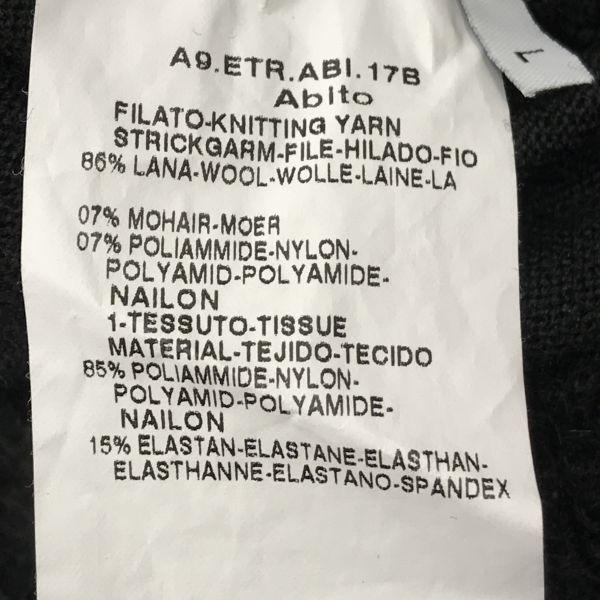 L
A9.ETR.ABI.17B
Abito
FILATO-KNITTING YARN
STRICKGARM-FILE-HILADO-FIO
86% LANA-WOOL-WOLLE-LAINE-LA
07% MOHAIR-MOER
07% POLIAMMIDE-NYLON-
POLYAMID-POLYAMIDE-
NAILON
1-TESSUTO-TISSUE
MATERIAL-TEJIDO-TECIDO
85% POLIAMMIDE-NYLON-
POLYAMID-POLYAMIDE-
NAILON
15% ELASTAN-ELASTANE-ELASTHAN-
ELASTHANNE-ELASTANO-SPANDEX